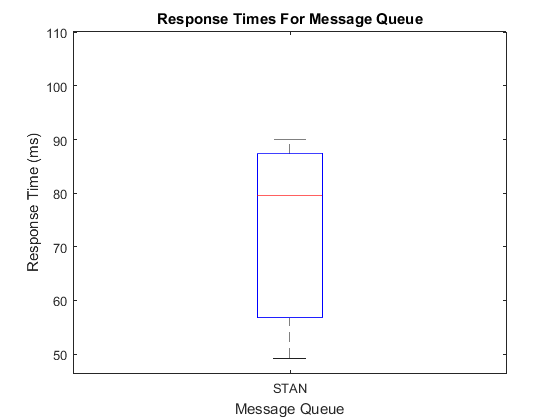 Response Times For Message Queue
110
100
90
80
70
60
50
Response Time (ms)
STAN
Message Queue